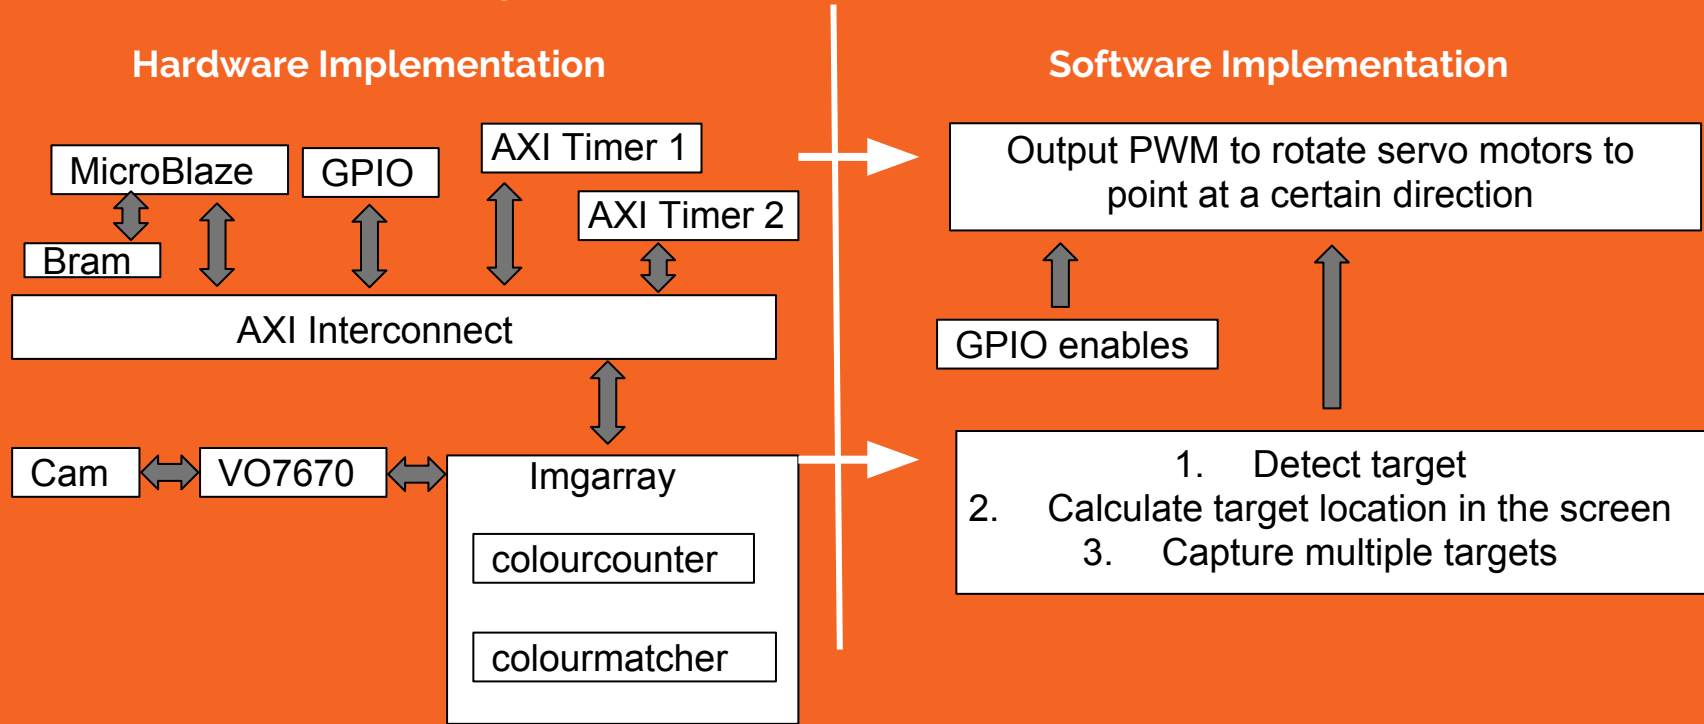 Hardware Implementation
MicroBlaze
GPIO
AXI Timer 1
AXI Timer 2
Bram
AXI Interconnect
Cam
VO7670
Imgarray
colourcounter
colourmatcher
Software Implementation
Output PWM to rotate servo motors to
point at a certain direction
GPIO enables
1. Detect target
2. Calculate target location in the screen
3. Capture multiple targets